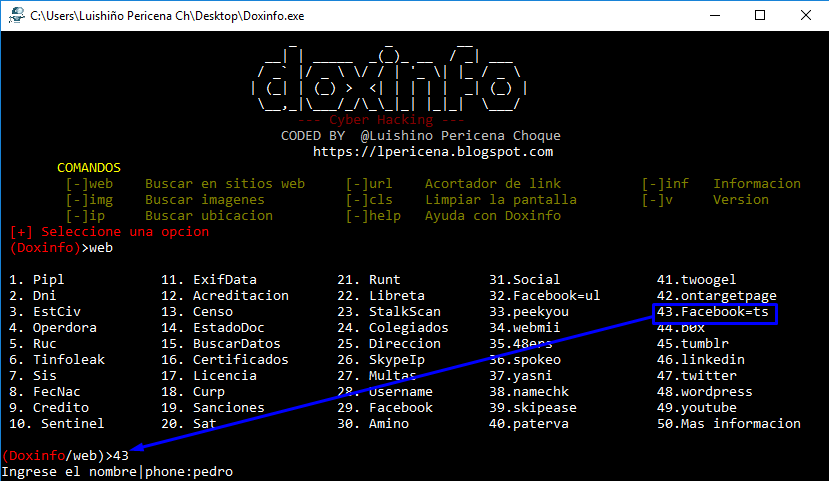 C:\Users\Luishiño Pericena Ch\Desktop\Doxinfo.exe
doxinfo
--- Cyber Hacking ---
CODED BY @Luishino Pericena Choque
https://lpericena.blogspot.com
COMANDOS
[-]web Buscar en sitios web [-]url Acortador de link [-]inf Informacion
[-]img Buscar imagenes [-]cls Limpiar la pantalla [-]v Version
[-]ip Buscar ubicacion [-]help Ayuda con Doxinfo
[+] Seleccione una opcion
(Doxinfo)>web
1. Pipl 11. ExifData 21. Runt 31.Social 41.twoogel
2. Dni 12. Acreditacion 22. Libreta 32.Facebook=ul 42.ontargetpage
3. EstCiv 13. Censo 23. StalkScan 33.peekyou 43.Facebook=ts
4. Operdora 14. EstadoDoc 24. Colegiados 34.webmii 44.D0x
5. Ruc 15. BuscarDatos 25. Direccion 35.48ers 45.tumblr
6. Tinfoleak 16. Certificados 26. SkypeIp 36.spokeo 46.linkedin
7. Sis 17. Licencia 27. Multas 37.yasni 47.twitter
8. FecNac 18. Curp 28. Username 38.namechk 48.wordpress
9. Credito 19. Sanciones 29. Facebook 39.skipease 49.youtube
10. Sentinel 20. Sat 30. Amino 40.paterva 50.Mas informacion
(Doxinfo/web)>43
Ingrese el nombre|phone:pedro